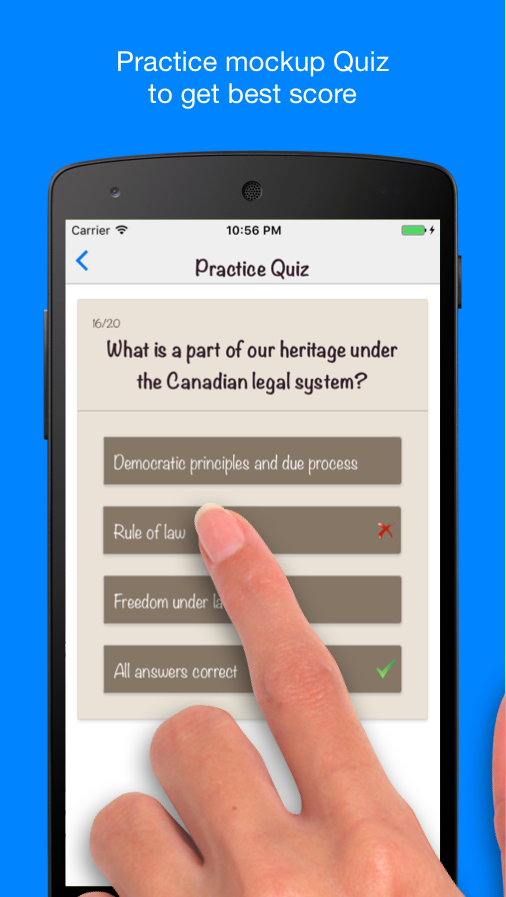 Practice mockup Quiz
to get best score
Carrier
10:56 PM
Practice Quiz
16/20
What is a part of our heritage under
the Canadian legal system?
Democratic principles and due process
Rule of law
Freedom under
All answers correct